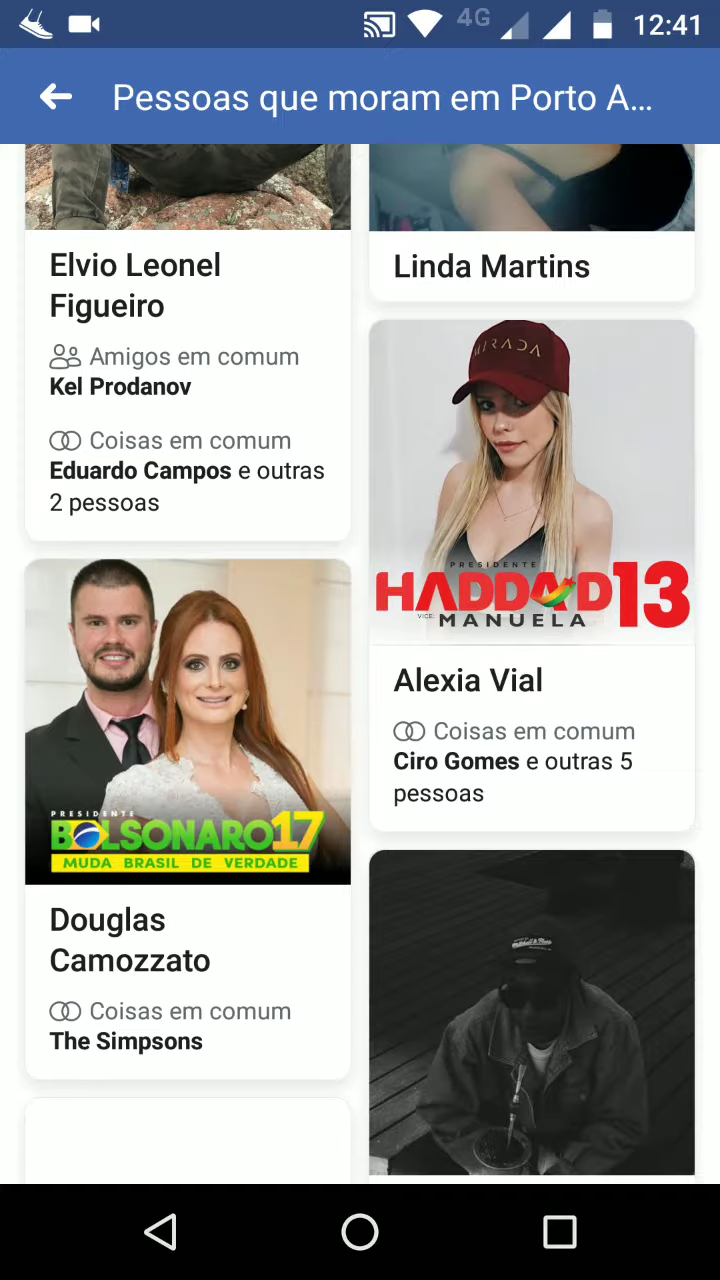 4G
12:41
Pessoas que moram em Porto A...
Elvio Leonel
Figueiro
Amigos em comum
Kel Prodanov
Coisas em comum
Eduardo Campos e outras
2 pessoas
Linda Martins
MIRADA
PRESIDENTE
HADDAD13
VICE: MANUELA
Alexia Vial
Coisas em comum
Ciro Gomes e outras 5
pessoas
PRESIDENTE
BOLSONARO17
MUDA BRASIL DE VERDADE
Douglas
Camozzato
Coisas em comum
The Simpsons